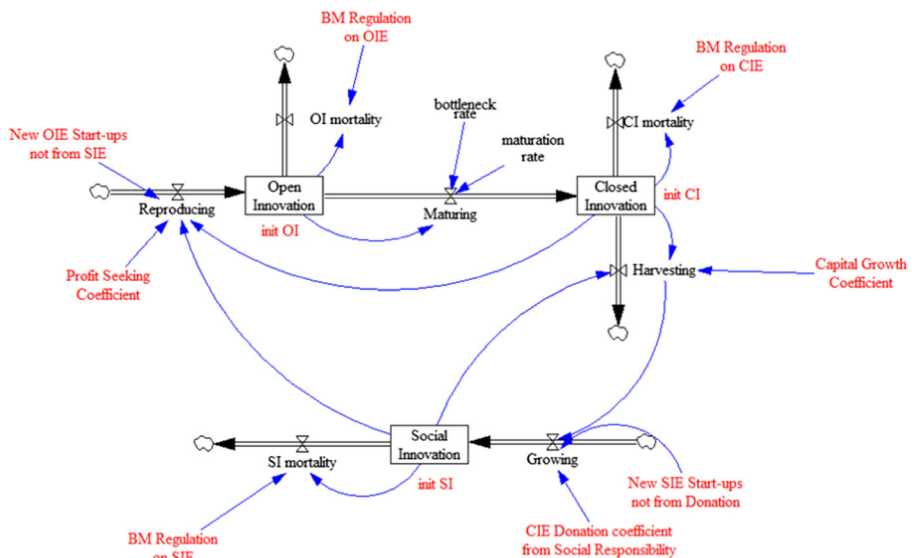 BM Regulation
on OIE
BM Regulation
on CIE
bottleneck
rate
OI mortality
CI mortality
maturation
rate
New OIE Start-ups
not from SIE
Open
Innovation
Closed
Innovation
init CI
Reproducing
Maturing
init OI
Profit Seeking
Coefficient
Harvesting
Capital Growth
Coefficient
Social
Innovation
SI mortality
Growing
init SI
New SIE Start-ups
not from Donation
BM Regulation
on SIE
CIE Donation coefficient
from Social Responsibility